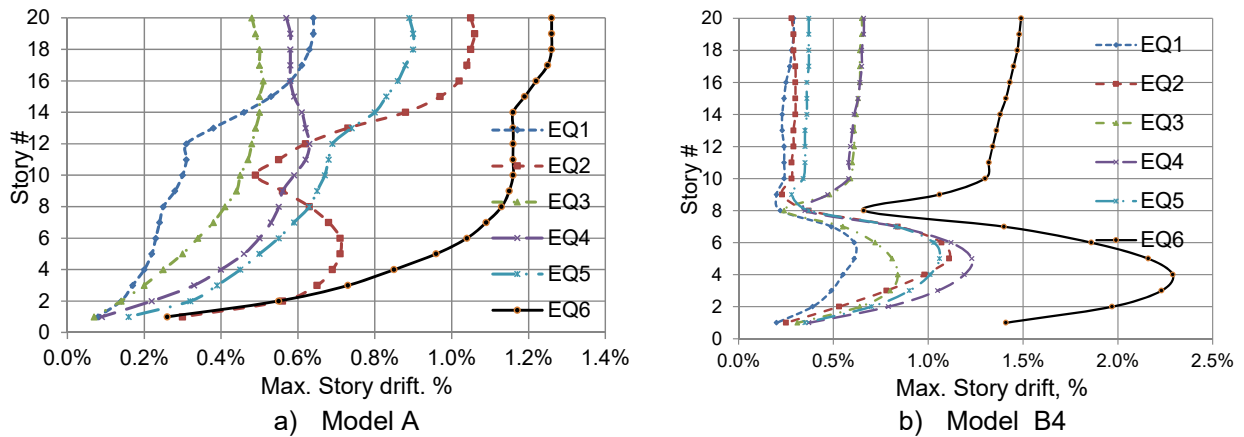 Story #
20
18
16
14
12
10
8
6
4
2
0
0.0% 0.2% 0.4% 0.6% 0.8% 1.0% 1.2% 1.4%
Max. Story drift. %
EQ1
EQ2
EQ3
EQ4
EQ5
EQ6
a) Model A
Story #
20
18
16
14
12
10
8
6
4
2
0
0.0% 0.5% 1.0% 1.5% 2.0% 2.5%
Max. Story drift, %
EQ1
EQ2
EQ3
EQ4
EQ5
EQ6
b) Model B4